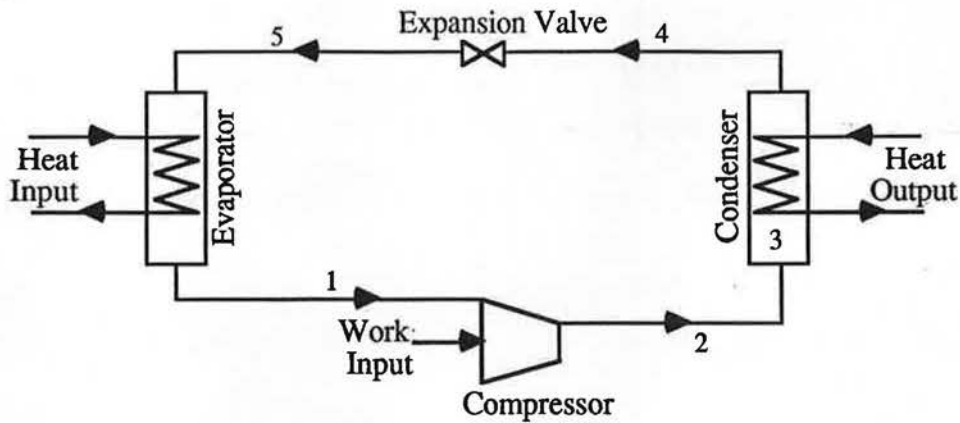 5
Expansion Valve
4
Evaporator
Condenser
Heat
Input
Heat
Output
3
1
2
Work
Input
Compressor